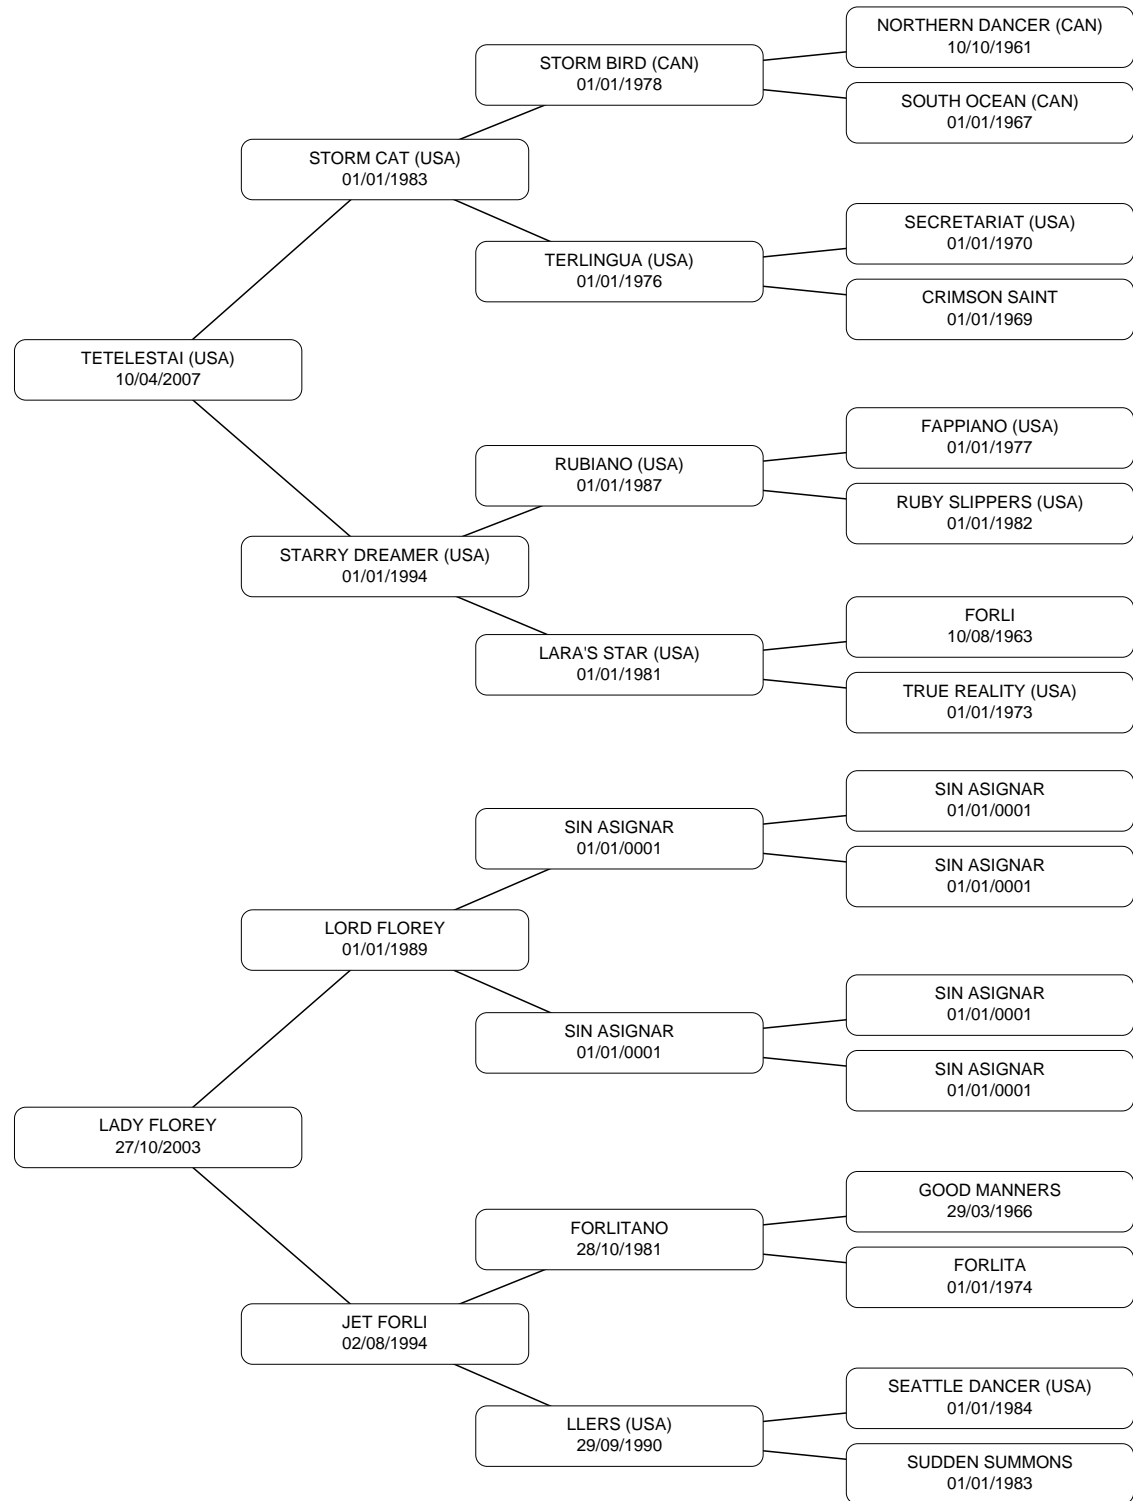 NORTHERN DANCER (CAN)
10/10/1961
STORM BIRD (CAN)
01/01/1978
SOUTH OCEAN (CAN)
01/01/1967
STORM CAT (USA)
01/01/1983
SECRETARIAT (USA)
01/01/1970
TERLINGUA (USA)
01/01/1976
CRIMSON SAINT
01/01/1969
TETELESTAI (USA)
10/04/2007
FAPPIANO (USA)
01/01/1977
RUBIANO (USA)
01/01/1987
RUBY SLIPPERS (USA)
01/01/1982
STARRY DREAMER (USA)
01/01/1994
FORLI
10/08/1963
LARA'S STAR (USA)
01/01/1981
TRUE REALITY (USA)
01/01/1973
SIN ASIGNAR
01/01/0001
SIN ASIGNAR
01/01/0001
SIN ASIGNAR
01/01/0001
LORD FLOREY
01/01/1989
SIN ASIGNAR
01/01/0001
SIN ASIGNAR
01/01/0001
SIN ASIGNAR
01/01/0001
LADY FLOREY
27/10/2003
GOOD MANNERS
29/03/1966
FORLITANO
28/10/1981
FORLITA
01/01/1974
JET FORLI
02/08/1994
SEATTLE DANCER (USA)
01/01/1984
LLERS (USA)
29/09/1990
SUDDEN SUMMONS
01/01/1983